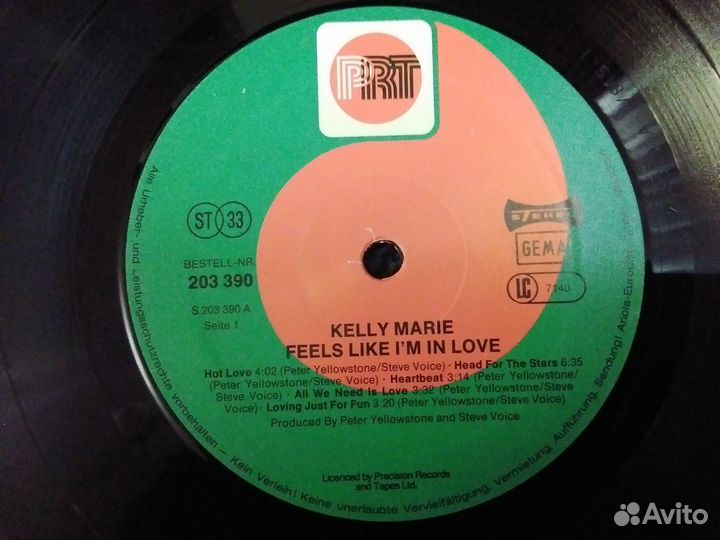 PRT
ST 33
STEREO
GEMA
BESTELL-NR.
203 390
LC 7140
S 203 390 A
Seite 1
KELLY MARIE
FEELS LIKE I'M IN LOVE
Hot Love 4:02 (Peter Yellowstone/Steve Voice) · Head For The Stars 6:35
(Peter Yellowstone/Steve Voice) · Heartbeat 3:14 (Peter Yellowstone/
Steve Voice) · All We Need Is Love 3:32 (Peter Yellowstone/Steve
Voice) · Loving Just For Fun 3:20 (Peter Yellowstone/Steve Voice)
Produced By Peter Yellowstone and Steve Voice
Licenced by Precision Records
and Tapes Ltd.
Alle Urheber- und Leistungsschutzrechte vorbehalten – Kein Verleih! Keine unerlaubte Vervielfältigung, Vermietung, Aufführung, Sendung! Ariola-Eurodisc
Avito